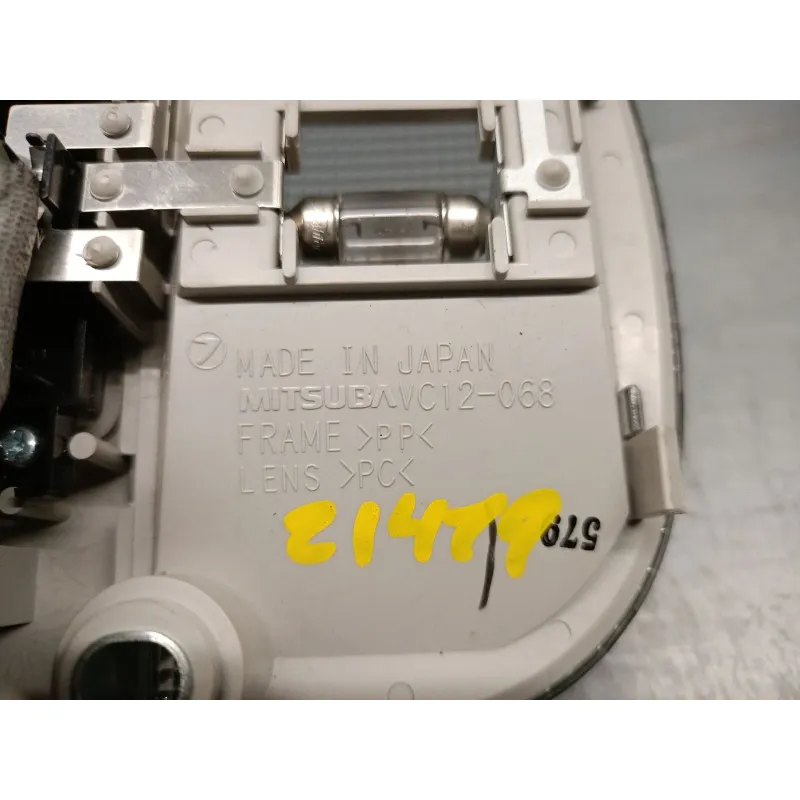 MADE IN JAPAN
MITSUBA VC12-068
FRAME >PP<
LENS >PC<
21479
579